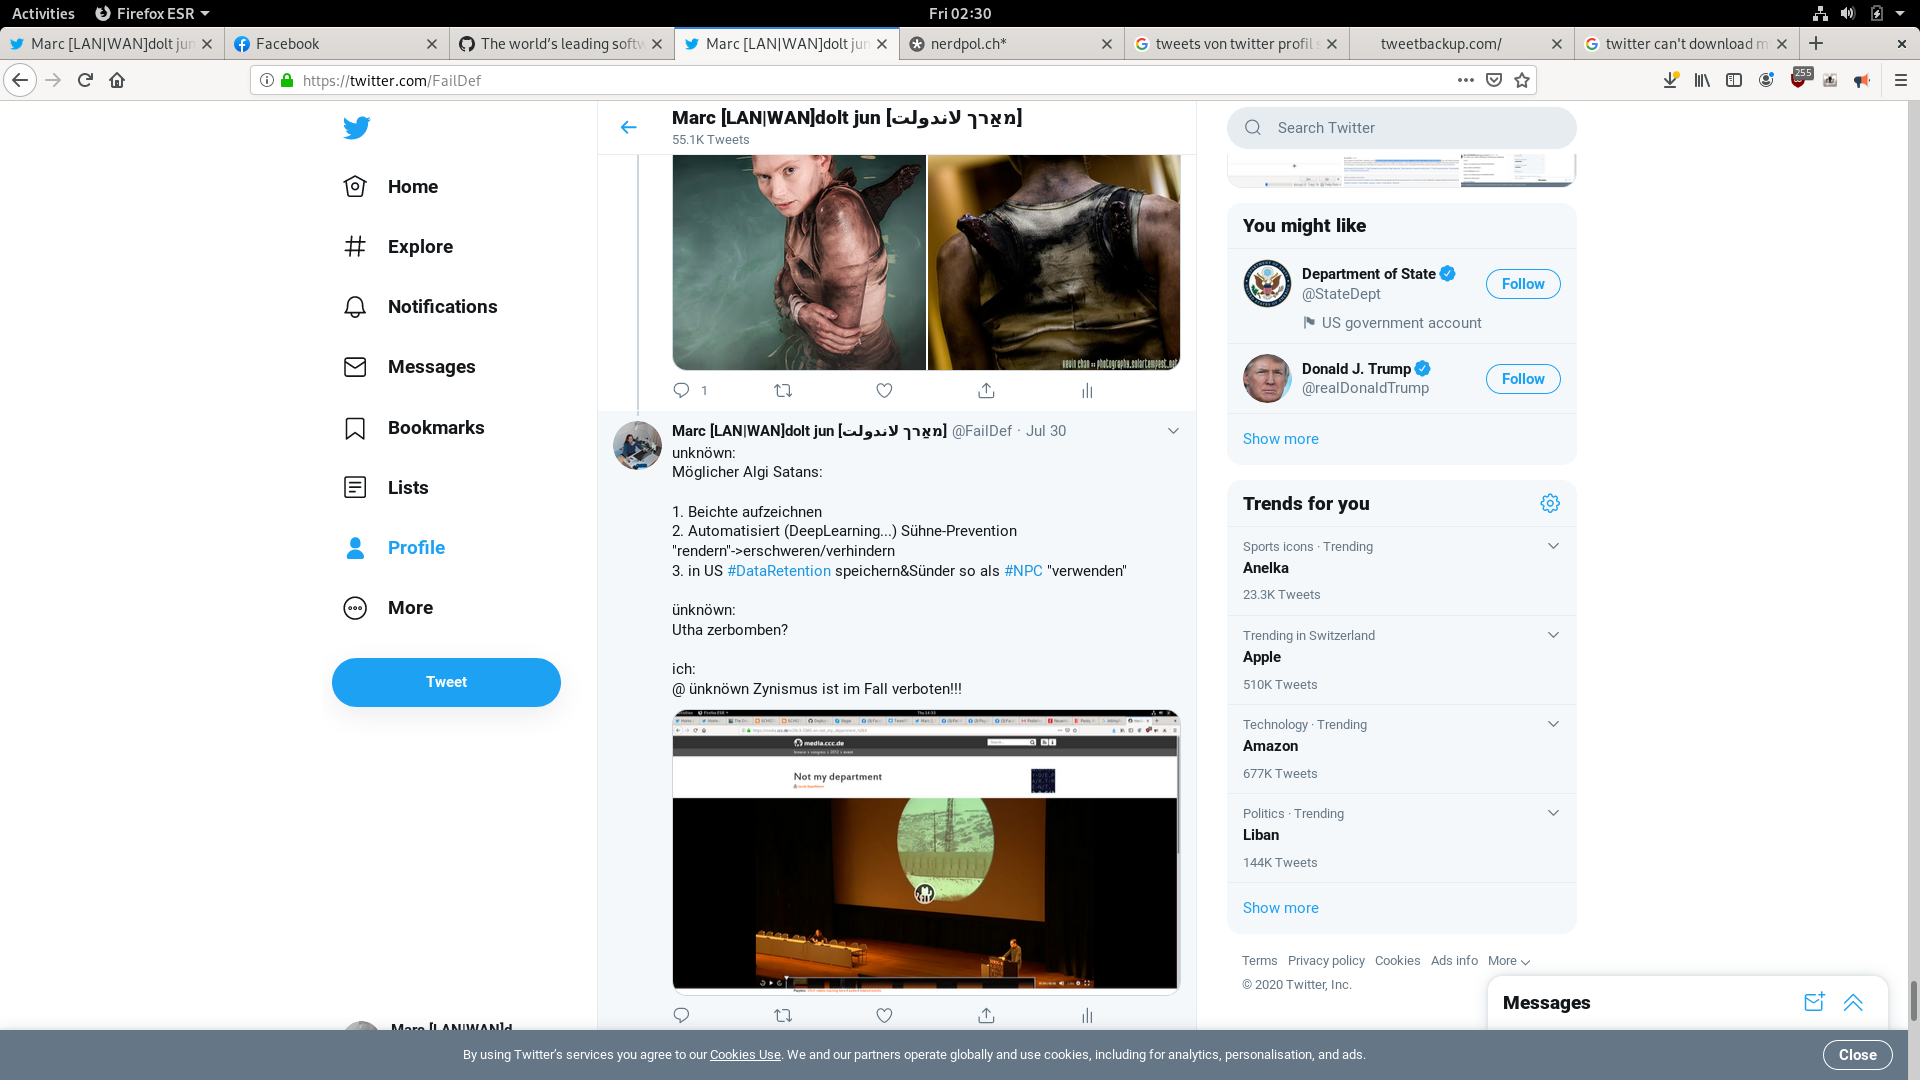 Activities
Firefox ESR
Fri 02:30
Marc [LAN|WAN]dolt jun
Facebook
The world's leading softw
Marc [LAN|WAN]dolt jun
nerdpol.ch*
tweets von twitter profil s
tweetbackup.com/
twitter can't download m
https://twitter.com/FailDef
255
Home
Explore
Notifications
Messages
Bookmarks
Lists
Profile
More
Tweet
Marc [LAN|WAN]d
Marc [LAN|WAN]dolt jun [מאַרך לאנדולת]
55.1K Tweets
kevin chan :: photography.solartempest.net
1
Marc [LAN|WAN]dolt jun [מאַרך לאנדולת] @FailDef · Jul 30
unknöwn:
Möglicher Algi Satans:
1. Beichte aufzeichnen
2. Automatisiert (DeepLearning...) Sühne-Prevention
"rendern"->erschweren/verhindern
3. in US #DataRetention speichern&Sünder so als #NPC "verwenden"
ünknöwn:
Utha zerbomben?
ich:
@ ünknöwn Zynismus ist im Fall verboten!!!
media.ccc.de
Not my department
Search Twitter
You might like
Department of State
@StateDept
US government account
Follow
Donald J. Trump
@realDonaldTrump
Follow
Show more
Trends for you
Sports icons · Trending
Anelka
23.3K Tweets
Trending in Switzerland
Apple
510K Tweets
Technology · Trending
Amazon
677K Tweets
Politics · Trending
Liban
144K Tweets
Show more
Terms Privacy policy Cookies Ads info More
© 2020 Twitter, Inc.
Messages
By using Twitter's services you agree to our Cookies Use. We and our partners operate globally and use cookies, including for analytics, personalisation, and ads.
Close